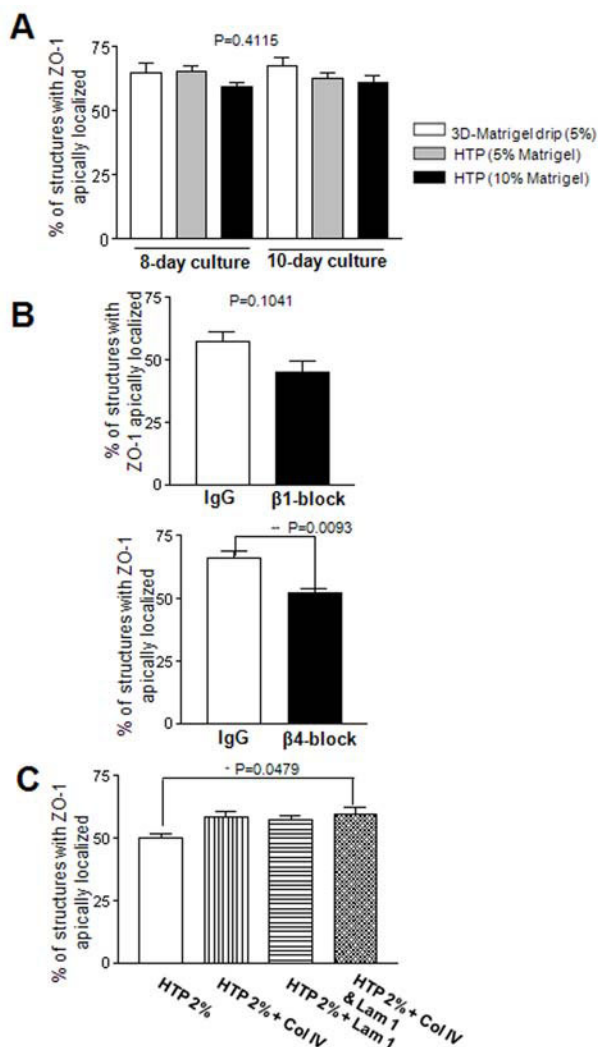 A
P=0.4115
% of structures with ZO-1
apically localized
75
50
25
0
8-day culture
10-day culture
3D-Matrigel drip (5%)
HTP (5% Matrigel)
HTP (10% Matrigel)
B
P=0.1041
% of structures with
ZO-1 apically localized
75
50
25
0
IgG
β1-block
-- P=0.0093
% of structures with ZO-1
apically localized
75
50
25
0
IgG
β4-block
C
- P=0.0479
% of structures with ZO-1
apically localized
75
50
25
0
HTP 2%
HTP 2% + Col IV
HTP 2% + Lam 1
HTP 2% + Col IV
& Lam 1